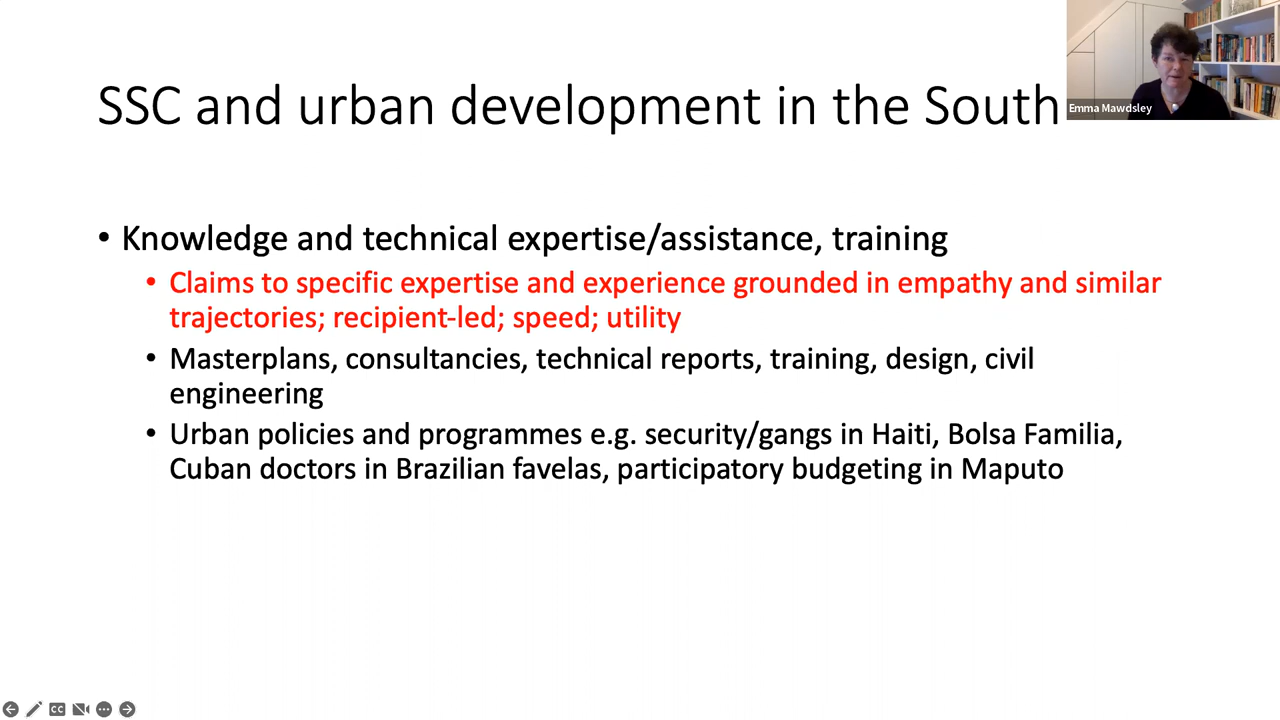 SSC and urban development in the South
Emma Mawdsley
• Knowledge and technical expertise/assistance, training
• Claims to specific expertise and experience grounded in empathy and similar
trajectories; recipient-led; speed; utility
• Masterplans, consultancies, technical reports, training, design, civil
engineering
• Urban policies and programmes e.g. security/gangs in Haiti, Bolsa Familia,
Cuban doctors in Brazilian favelas, participatory budgeting in Maputo
CC